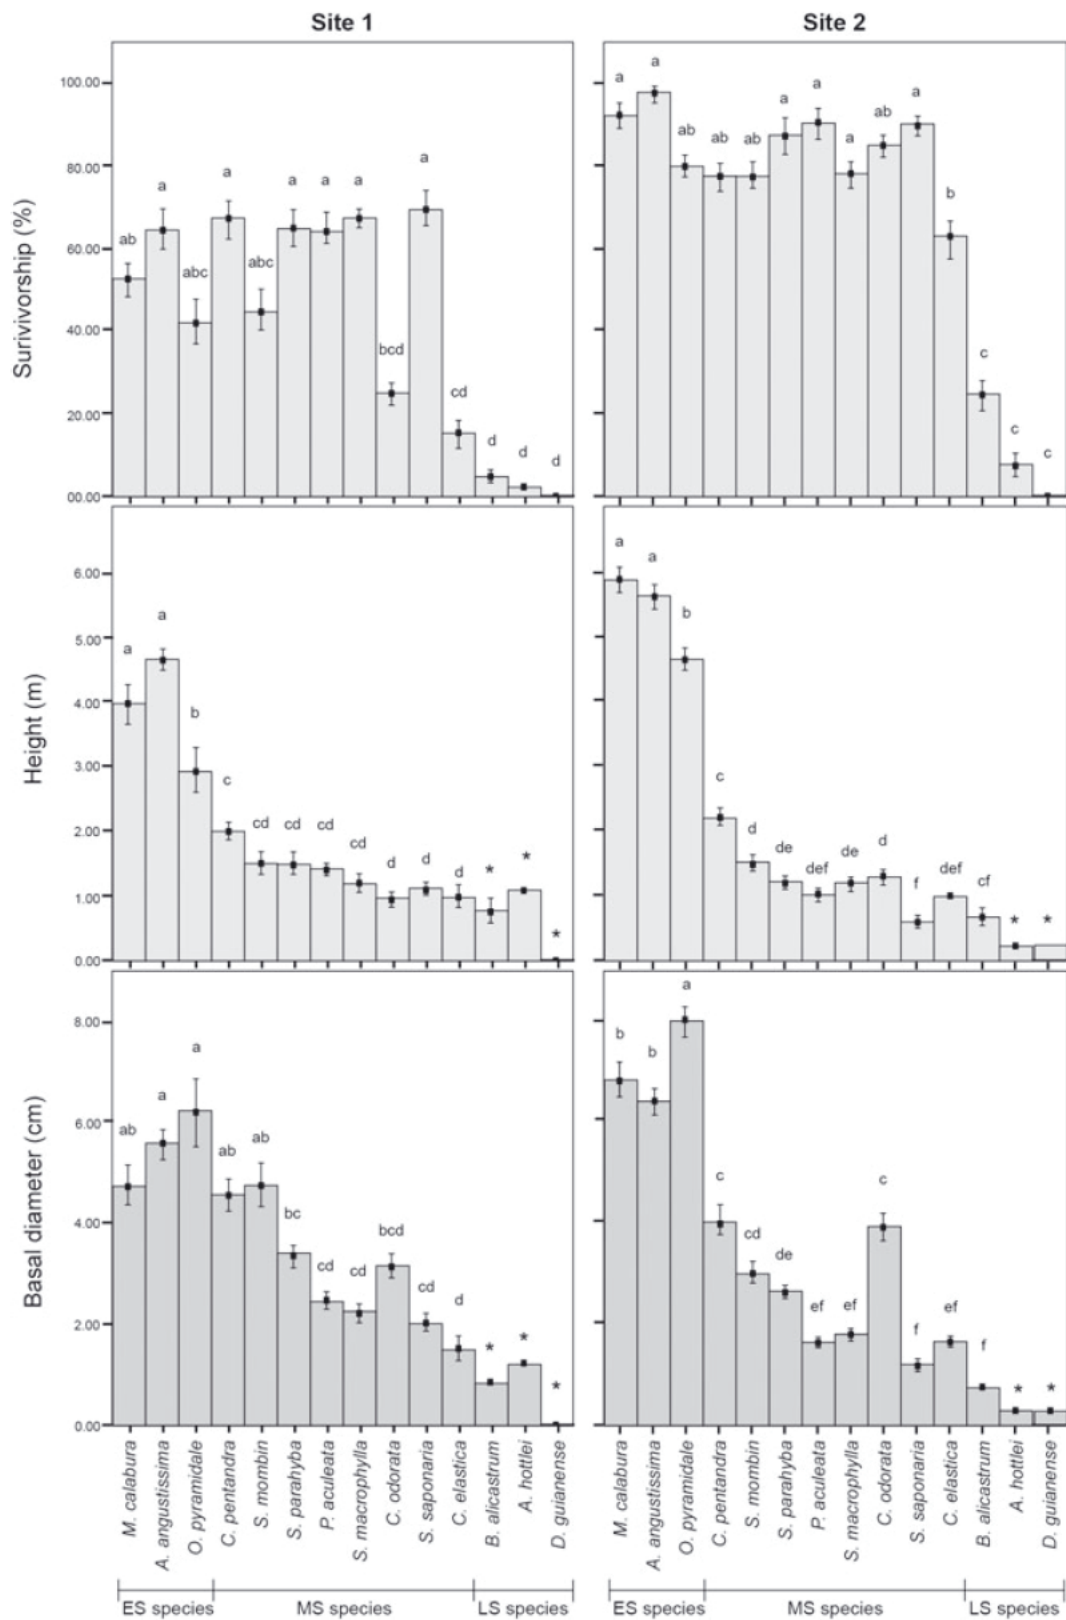 Site 1 Site 2
Surivivorship (%)
100.00
80.00
60.00
40.00
20.00
00.00
ab a abc a abc a a a bcd a cd d d d
a a ab ab ab a a a ab a b c c c
Height (m)
6.00
5.00
4.00
3.00
2.00
1.00
0.00
a a b c cd cd cd cd d d d * * *
a a b c d de def de d f def cf * *
Basal diameter (cm)
8.00
6.00
4.00
2.00
0.00
ab a a ab ab bc cd cd bcd cd d * * *
b b a c cd de ef ef c f ef f * *
M. calabura
A. angustissima
O. pyramidale
C. pentandra
S. mombin
S. parahyba
P. aculeata
S. macrophylla
C. odorata
S. saponaria
C. elastica
B. alicastrum
A. hottlei
D. guianense
M. calabura
A. angustissima
O. pyramidale
C. pentandra
S. mombin
S. parahyba
P. aculeata
S. macrophylla
C. odorata
S. saponaria
C. elastica
B. alicastrum
A. hottlei
D. guianense
ES species MS species LS species ES species MS species LS species